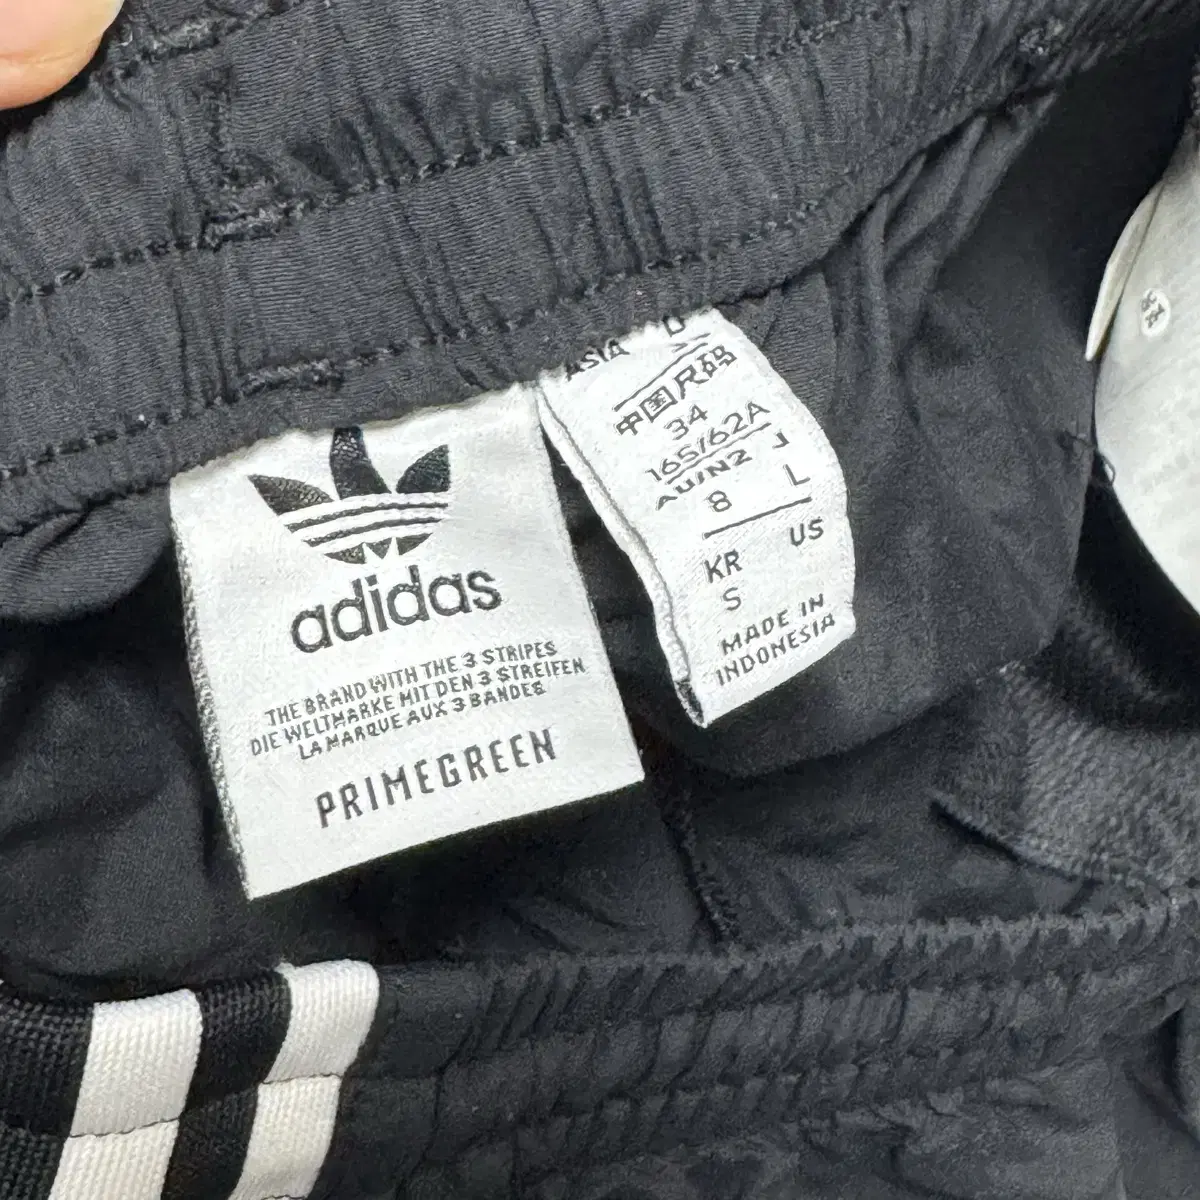 adidas
THE BRAND WITH THE 3 STRIPES
DIE WELTMARKE MIT DEN 3 STREIFEN
LA MARQUE AUX 3 BANDES
PRIMEGREEN
ASIA D
中国尺码
34
165/62A
AU/NZ J
8 L
KR US
S
MADE IN
INDONESIA